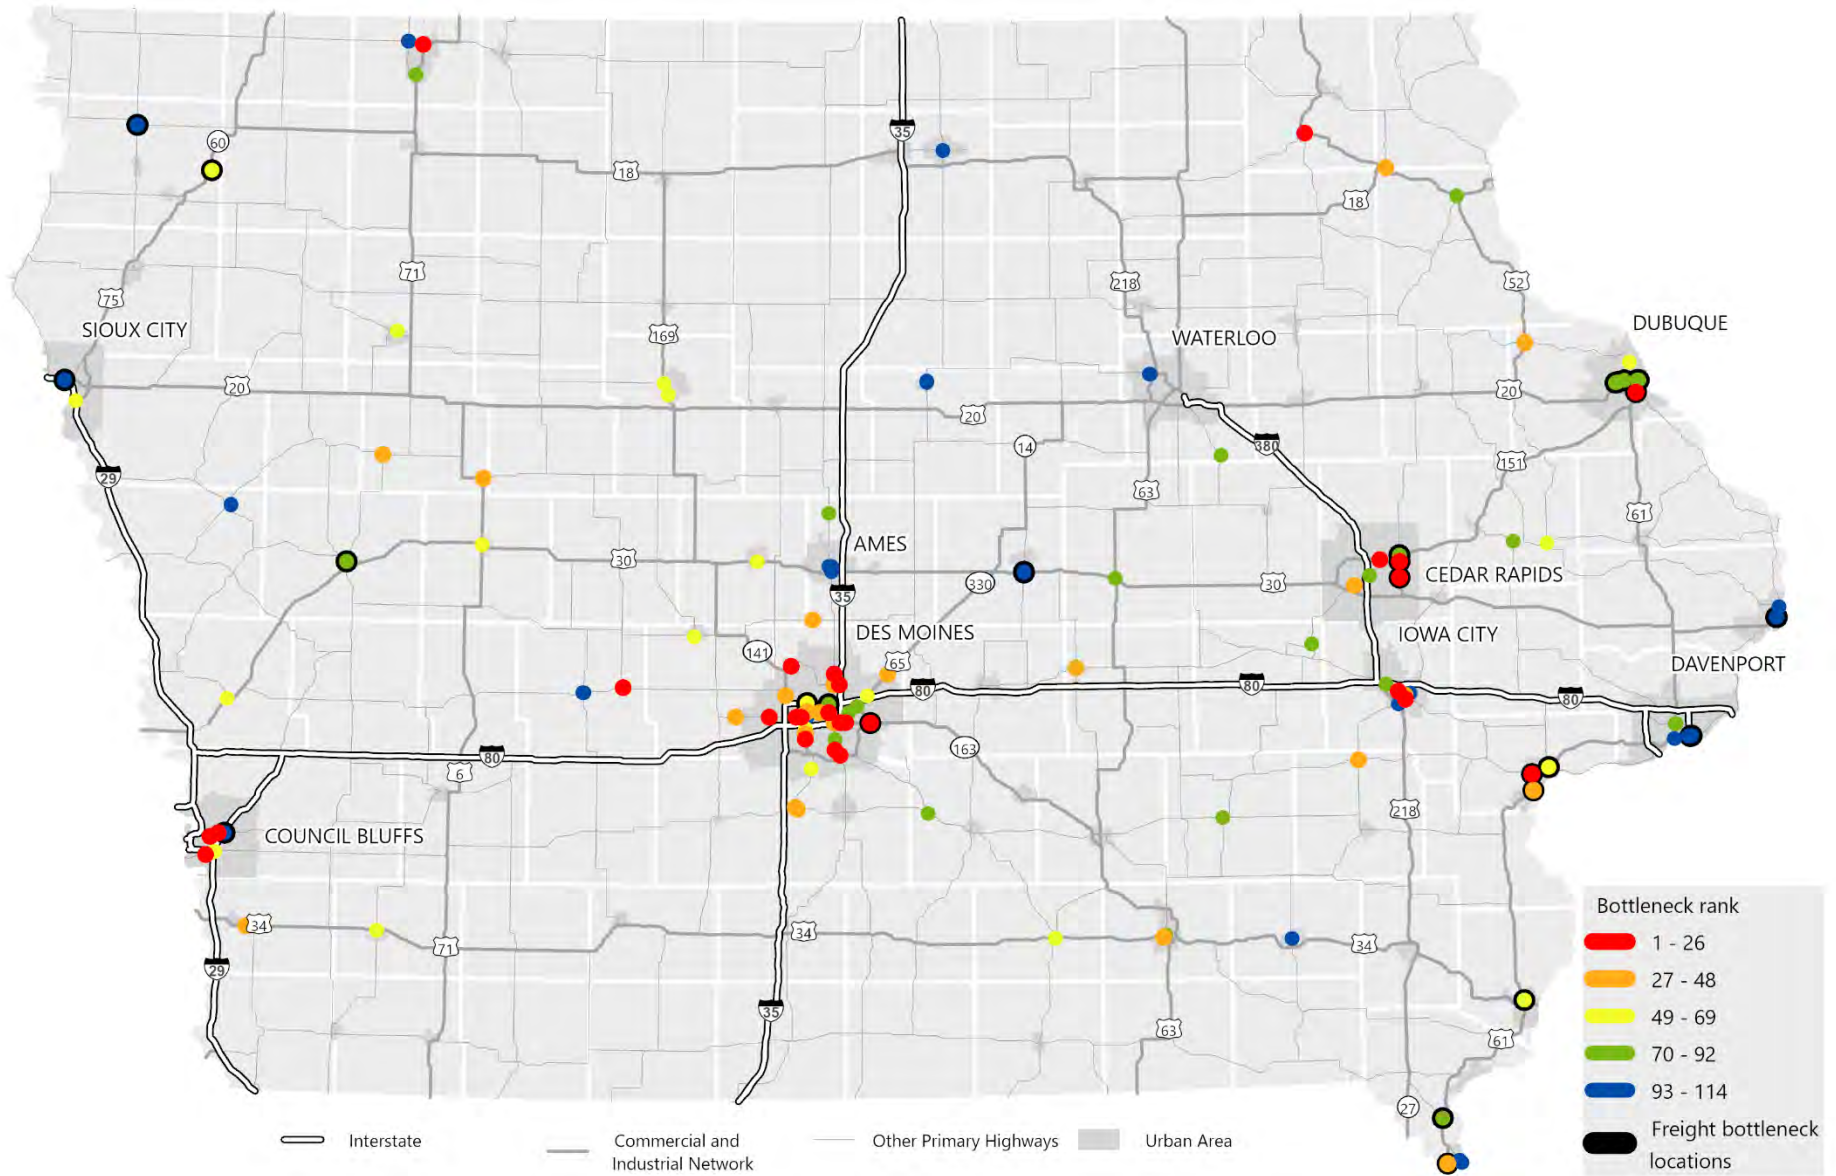 35
60
18
18
71
218
52
75
SIOUX CITY
169
WATERLOO
DUBUQUE
20
20
20
14
380
29
151
63
61
AMES
30
330
30
CEDAR RAPIDS
35
DES MOINES
IOWA CITY
141
65
DAVENPORT
80
80
80
163
80
6
218
COUNCIL BLUFFS
34
71
34
34
29
35
63
61
27
Bottleneck rank
1 - 26
27 - 48
49 - 69
70 - 92
93 - 114
Freight bottleneck
locations
Interstate
Commercial and
Industrial Network
Other Primary Highways
Urban Area